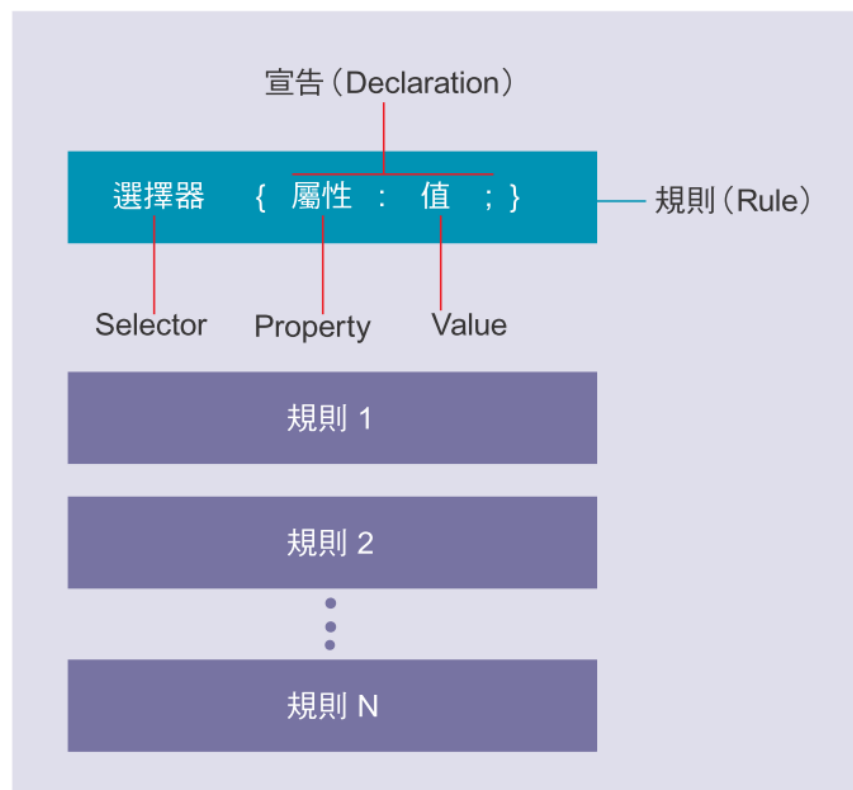 宣告（Declaration）
選擇器 { 屬性 : 值 ; }
規則（Rule）
Selector Property Value
規則 1
規則 2
規則 N